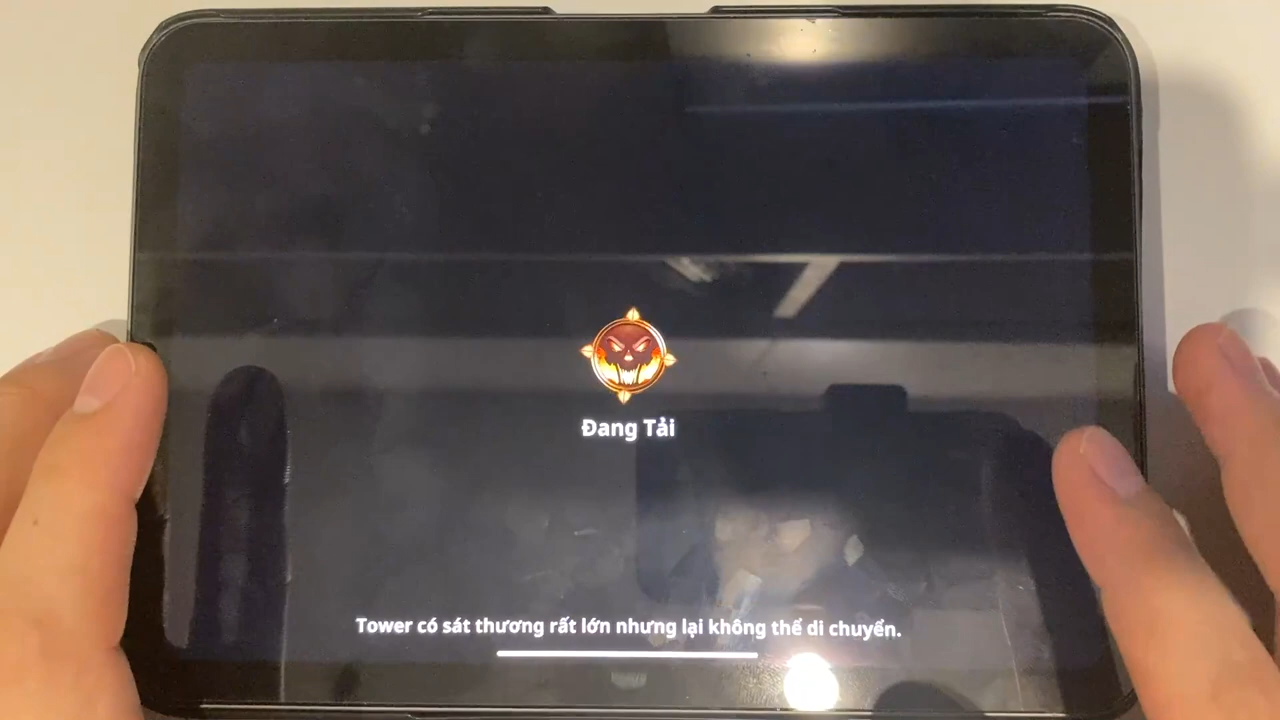 Đang Tải
Tower có sát thương rất lớn nhưng lại không thể di chuyển.